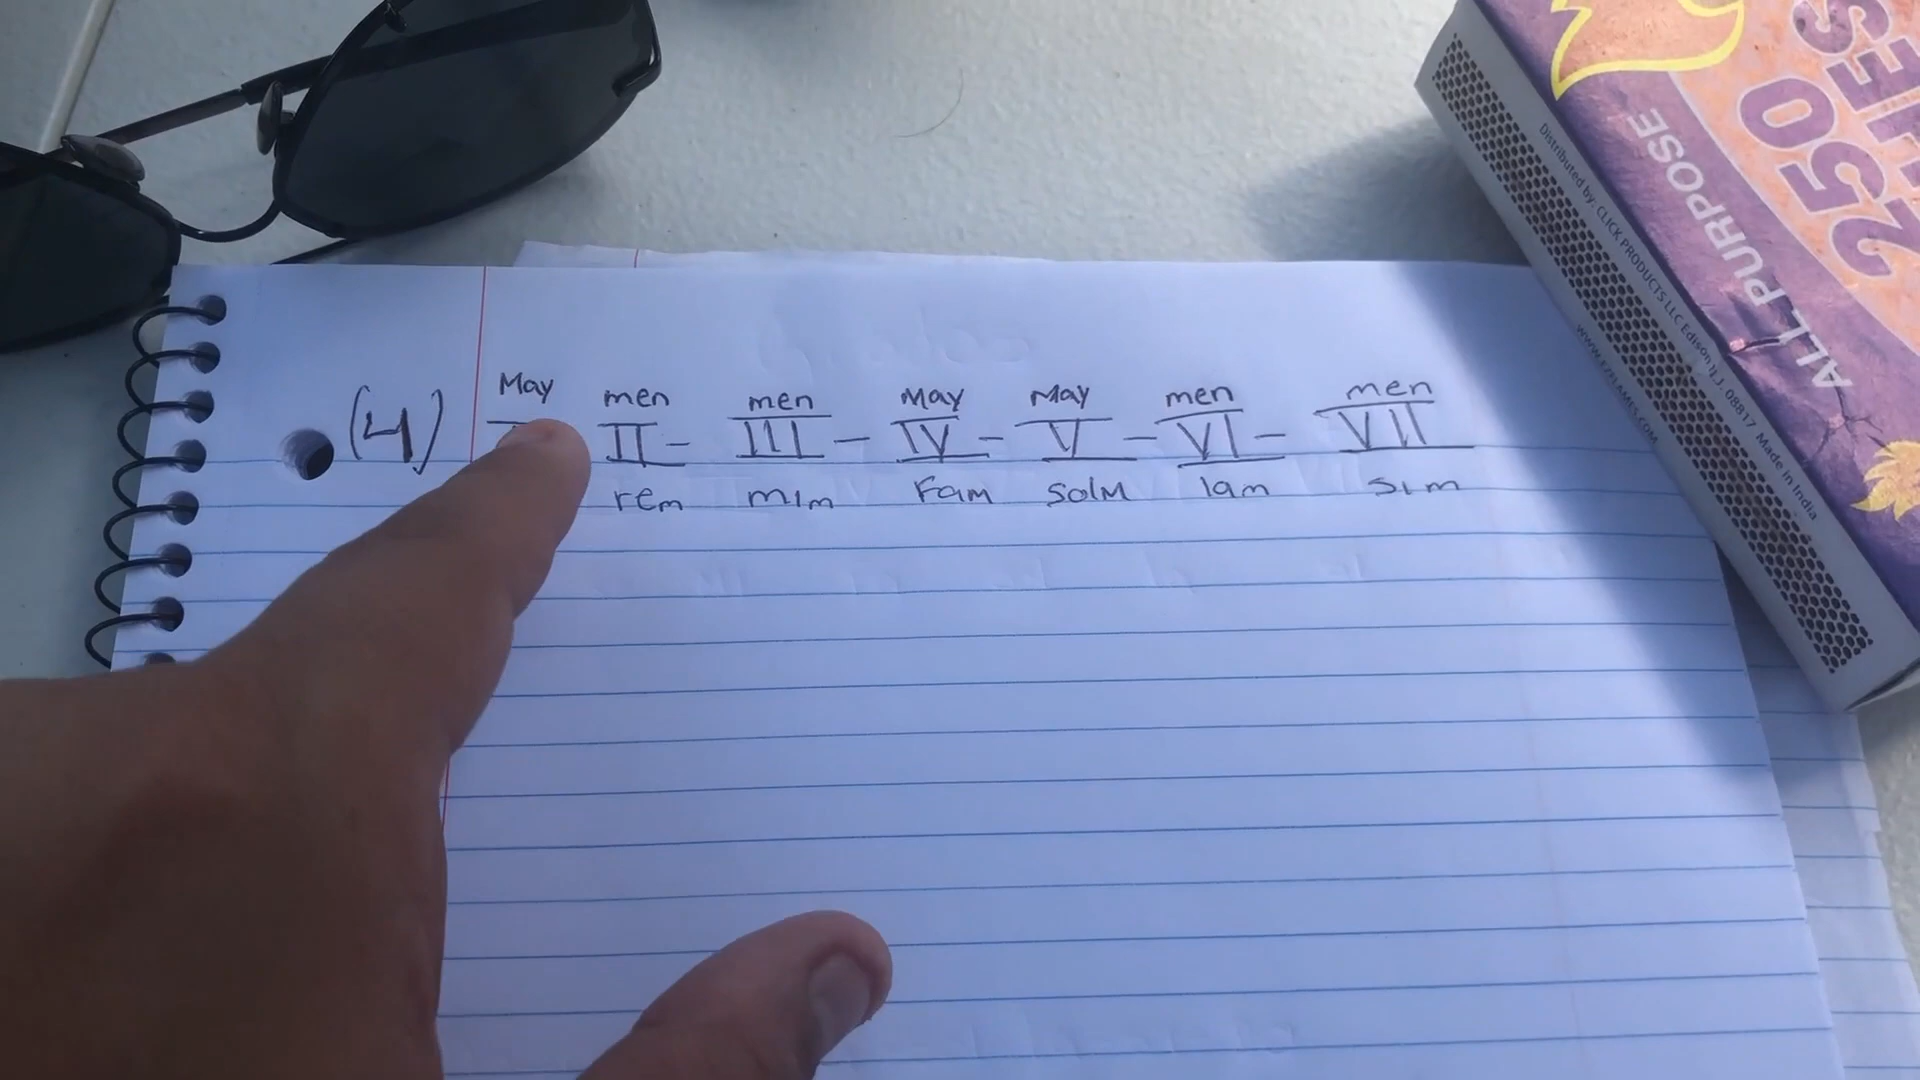 (4)
May men men May May men men
II - III - IV - V - VI - VII
rem mim Fam SolM lam sim
250
ALL PURPOSE
Distributed by: CLICK PRODUCTS LLC Edison NJ. 08817 Made in India